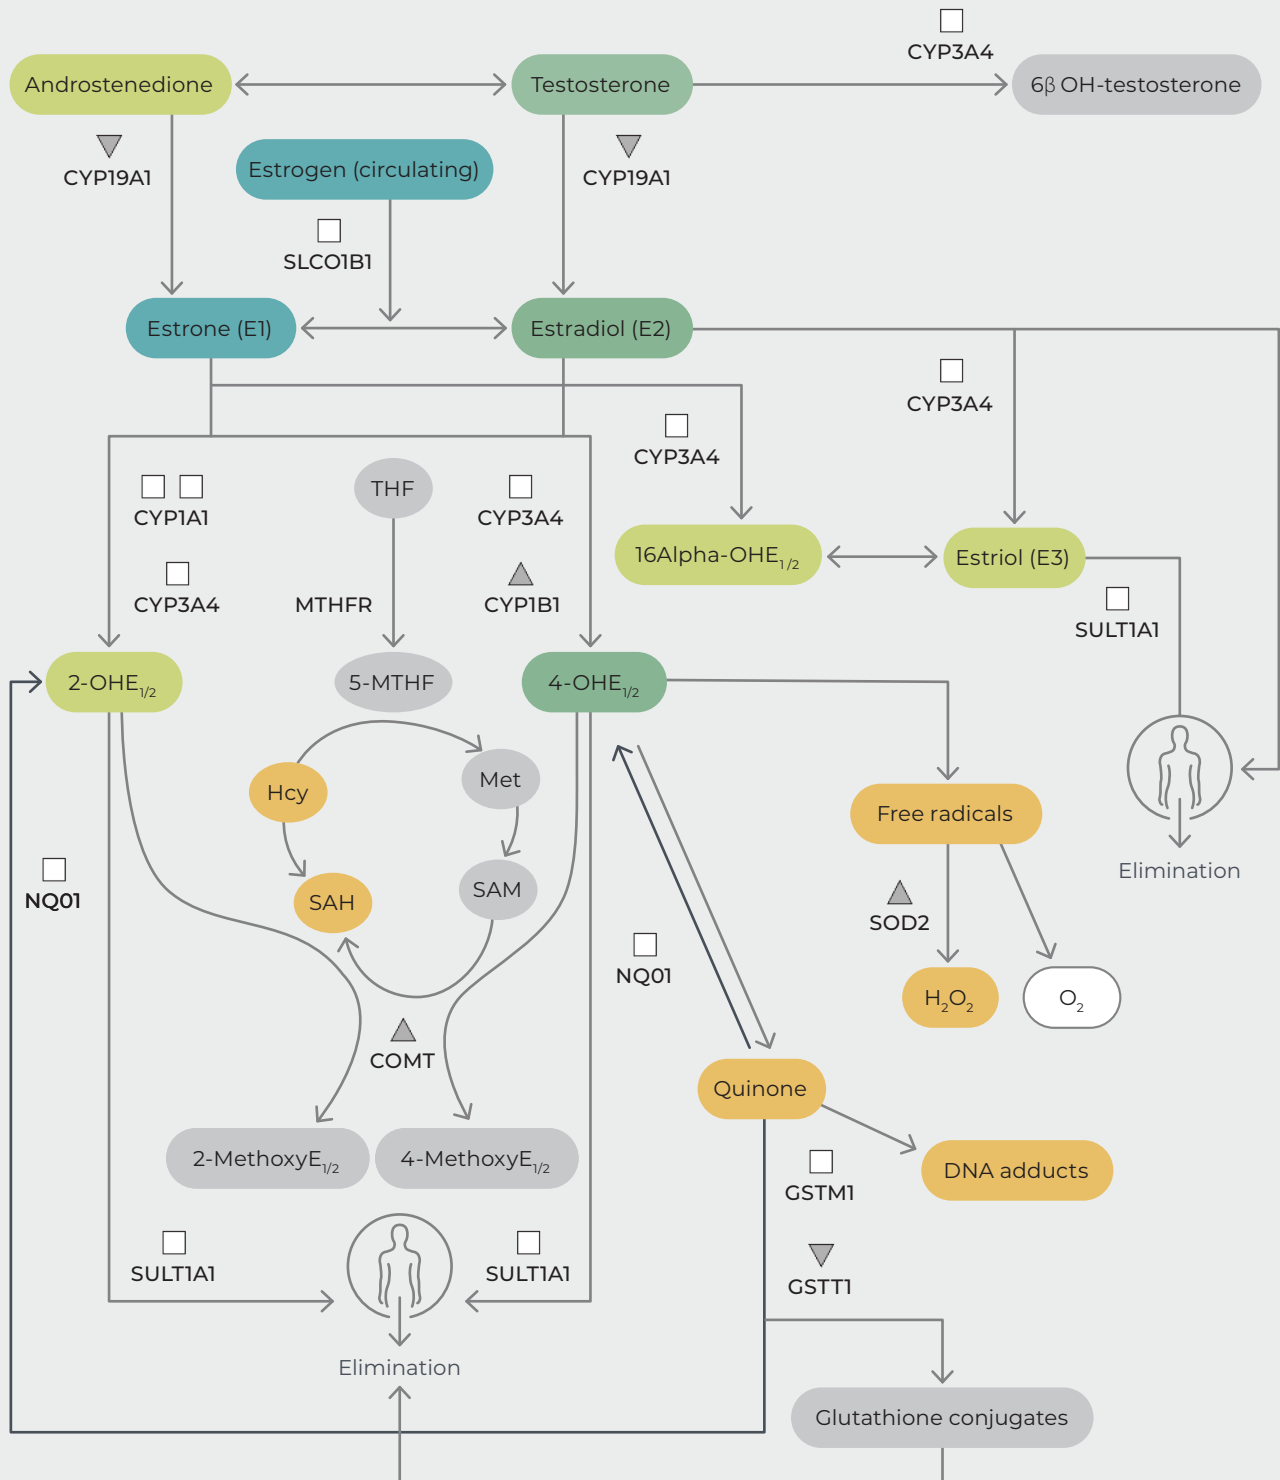 CYP3A4
Androstenedione
Testosterone
6β OH-testosterone
CYP19A1
Estrogen (circulating)
CYP19A1
SLCO1B1
Estrone (E1)
Estradiol (E2)
CYP3A4
CYP3A4
THF
CYP1A1
CYP3A4
16Alpha-OHE1/2
Estriol (E3)
CYP3A4
MTHFR
CYP1B1
SULT1A1
2-OHE1/2
5-MTHF
4-OHE1/2
Hcy
Met
Free radicals
Elimination
NQ01
SAH
SAM
SOD2
NQ01
H2O2
O2
COMT
Quinone
2-MethoxyE1/2
4-MethoxyE1/2
DNA adducts
GSTM1
SULT1A1
SULT1A1
GSTT1
Elimination
Glutathione conjugates